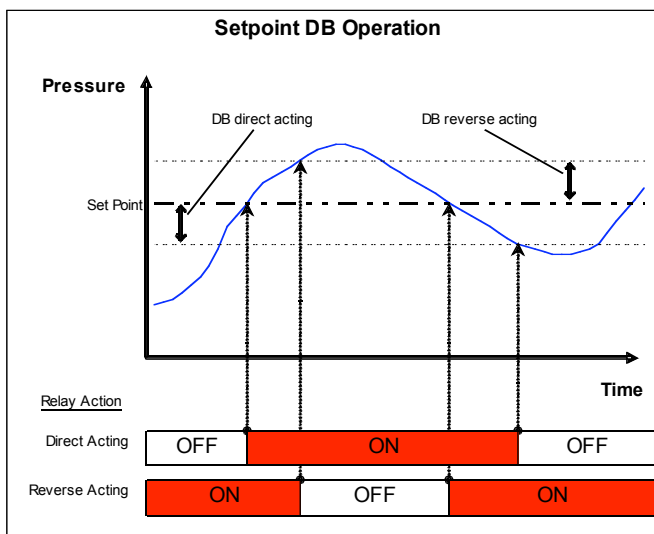 Setpoint DB Operation
Pressure
DB direct acting
DB reverse acting
Set Point
Time
Relay Action
Direct Acting
OFF
ON
OFF
Reverse Acting
ON
OFF
ON